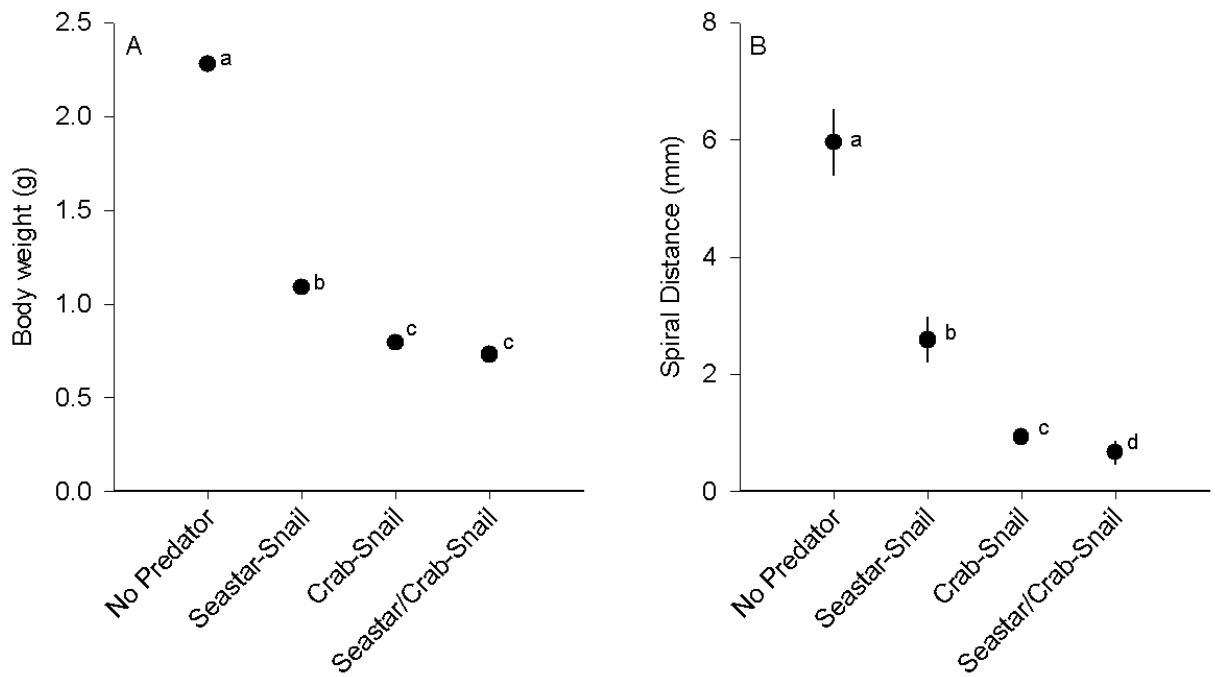 A
Body weight (g)
2.5
2.0
1.5
1.0
0.5
0.0
a
b
c
c
No Predator
Seastar-Snail
Crab-Snail
Seastar/Crab-Snail
B
Spiral Distance (mm)
8
6
4
2
0
a
b
c
d
No Predator
Seastar-Snail
Crab-Snail
Seastar/Crab-Snail